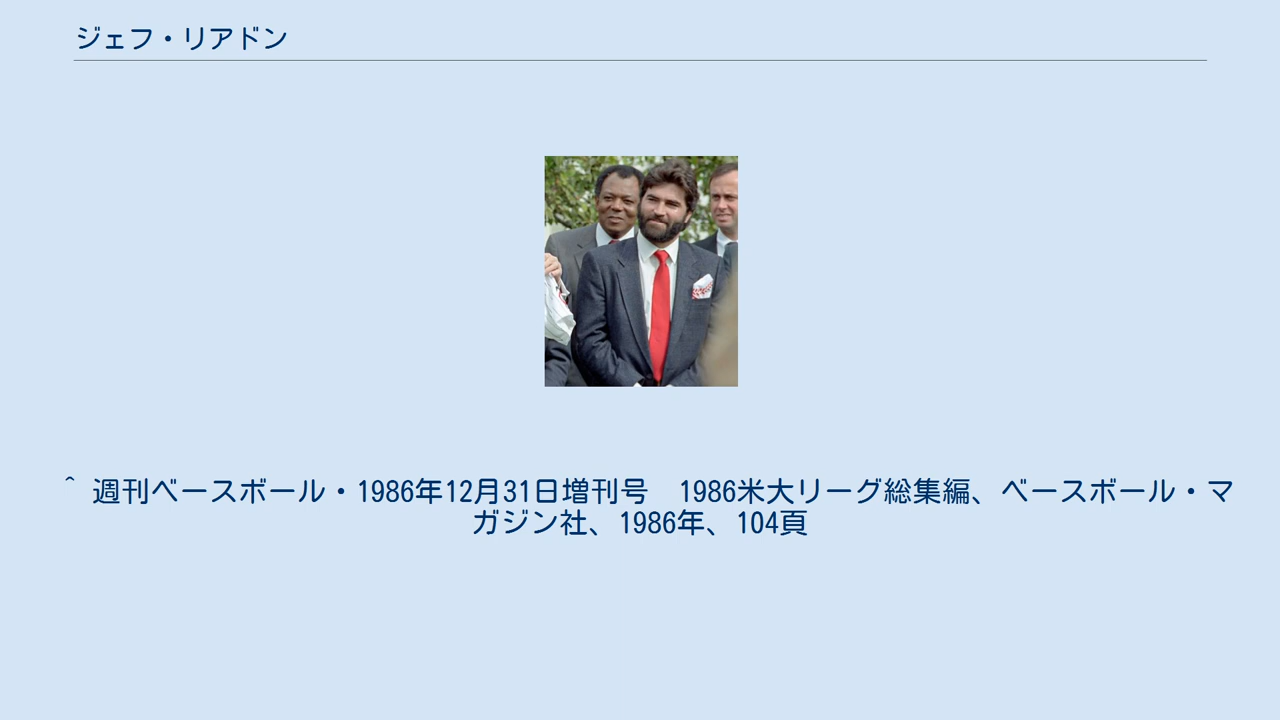 ジェフ・リアドン
^ 週刊ベースボール・1986年12月31日増刊号　1986米大リーグ総集編、ベースボール・マ
ガジン社、1986年、104頁